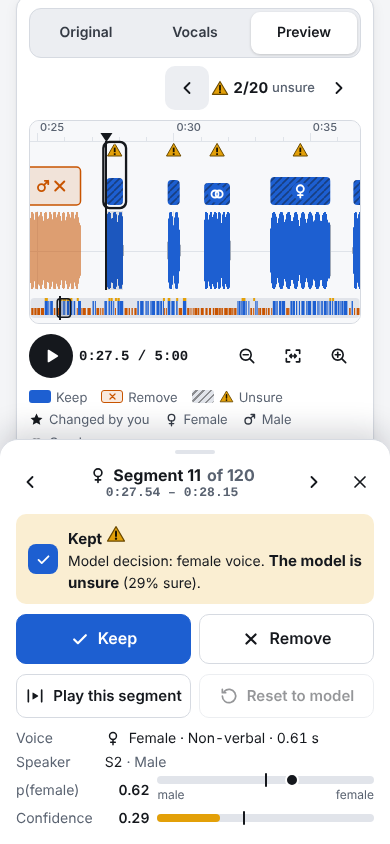 Original Vocals Preview
2/20 unsure
0:25 0:30 0:35
0:27.5 / 5:00
Keep Remove Unsure
Changed by you Female Male
Segment 11 of 120
0:27.54 – 0:28.15
Kept
Model decision: female voice. The model is
unsure (29% sure).
Keep Remove
Play this segment Reset to model
Voice Female · Non-verbal · 0.61 s
Speaker S2 · Male
p(female) 0.62
male female
Confidence 0.29